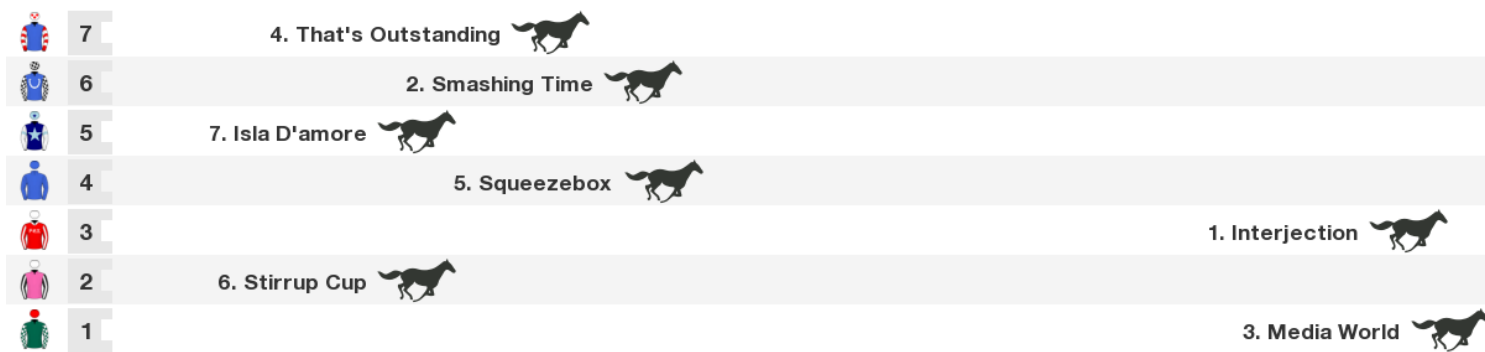 7 4. That's Outstanding
6 2. Smashing Time
5 7. Isla D'amore
4 5. Squeezebox
3 1. Interjection
2 6. Stirrup Cup
1 3. Media World